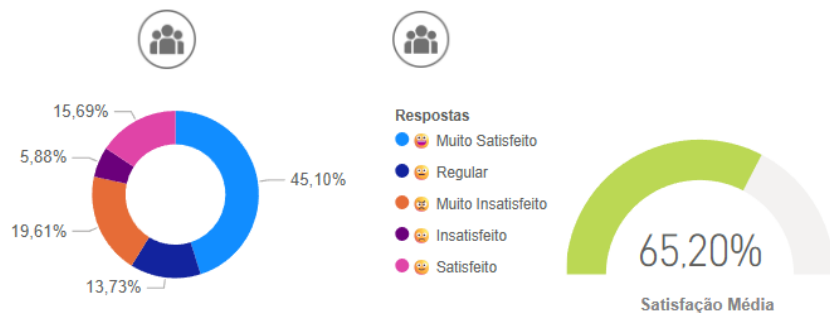 15,69%
5,88%
19,61%
13,73%
45,10%
Respostas
Muito Satisfeito
Regular
Muito Insatisfeito
Insatisfeito
Satisfeito
65,20%
Satisfação Média